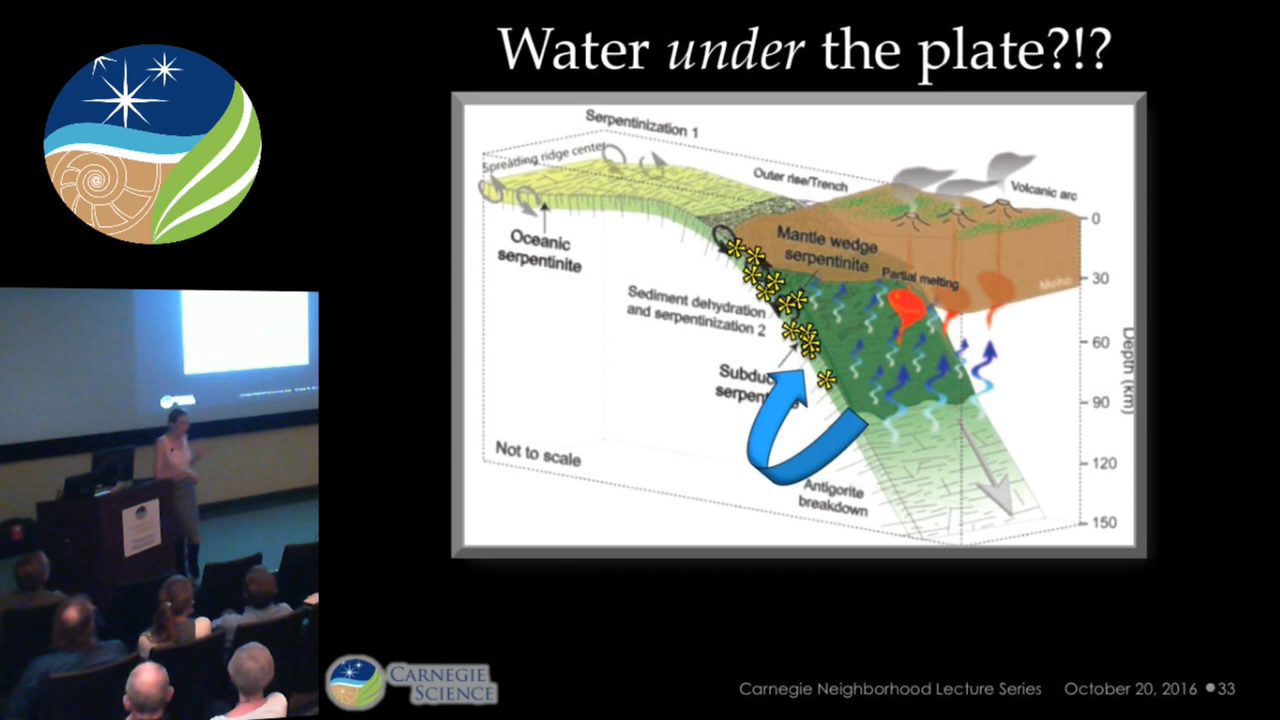 Water under the plate?!?
Serpentinization 1
Spreading ridge center
Outer rise/Trench
Volcanic arc
0
Oceanic
serpentinite
Mantle wedge
serpentinite
Partial melting
30
Moho
Sediment dehydration
and serpentinization 2
60
Depth (km)
Subduc
serpen
90
Not to scale
120
Antigorite
breakdown
150
CARNEGIE
SCIENCE
Carnegie Neighborhood Lecture Series
October 20, 2016
33